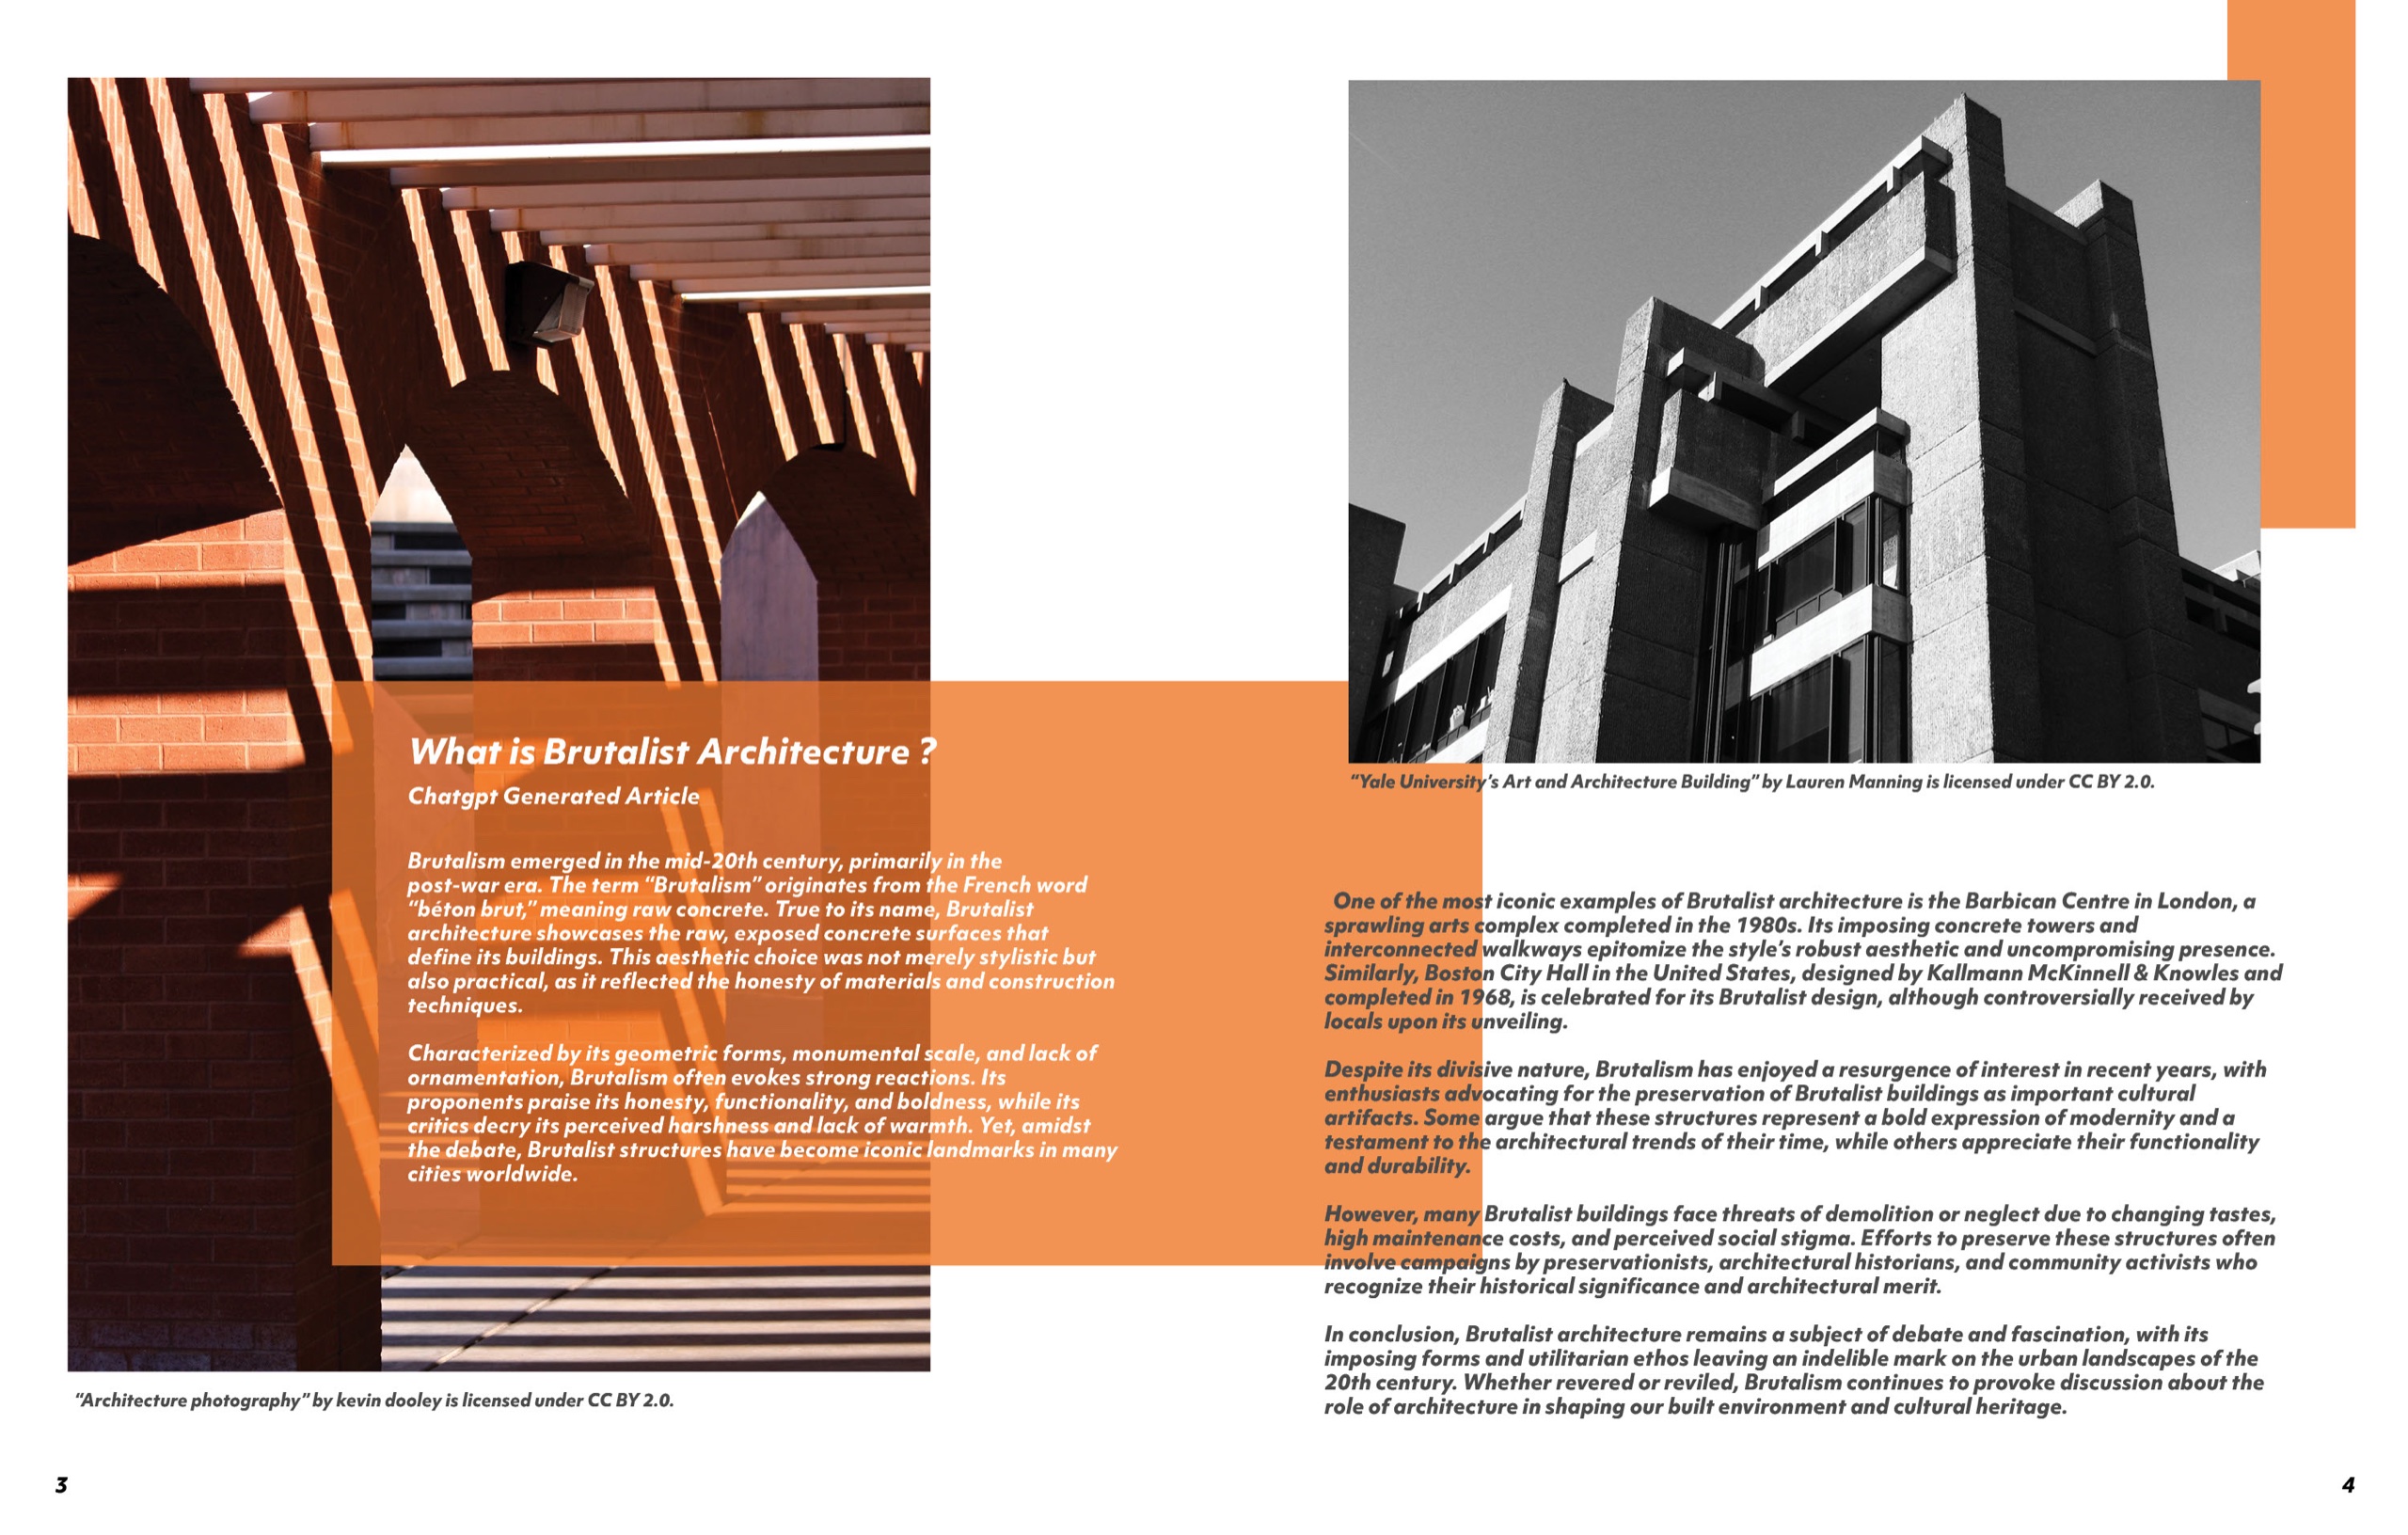 What is Brutalist Architecture ?
Chatgpt Generated Article
Brutalism emerged in the mid-20th century, primarily in the
post-war era. The term “Brutalism” originates from the French word
“béton brut,” meaning raw concrete. True to its name, Brutalist
architecture showcases the raw, exposed concrete surfaces that
define its buildings. This aesthetic choice was not merely stylistic but
also practical, as it reflected the honesty of materials and construction
techniques.
Characterized by its geometric forms, monumental scale, and lack of
ornamentation, Brutalism often evokes strong reactions. Its
proponents praise its honesty, functionality, and boldness, while its
critics decry its perceived harshness and lack of warmth. Yet, amidst
the debate, Brutalist structures have become iconic landmarks in many
cities worldwide.
“Architecture photography” by kevin dooley is licensed under CC BY 2.0.
3
“Yale University’s Art and Architecture Building” by Lauren Manning is licensed under CC BY 2.0.
One of the most iconic examples of Brutalist architecture is the Barbican Centre in London, a
sprawling arts complex completed in the 1980s. Its imposing concrete towers and
interconnected walkways epitomize the style’s robust aesthetic and uncompromising presence.
Similarly, Boston City Hall in the United States, designed by Kallmann McKinnell & Knowles and
completed in 1968, is celebrated for its Brutalist design, although controversially received by
locals upon its unveiling.
Despite its divisive nature, Brutalism has enjoyed a resurgence of interest in recent years, with
enthusiasts advocating for the preservation of Brutalist buildings as important cultural
artifacts. Some argue that these structures represent a bold expression of modernity and a
testament to the architectural trends of their time, while others appreciate their functionality
and durability.
However, many Brutalist buildings face threats of demolition or neglect due to changing tastes,
high maintenance costs, and perceived social stigma. Efforts to preserve these structures often
involve campaigns by preservationists, architectural historians, and community activists who
recognize their historical significance and architectural merit.
In conclusion, Brutalist architecture remains a subject of debate and fascination, with its
imposing forms and utilitarian ethos leaving an indelible mark on the urban landscapes of the
20th century. Whether revered or reviled, Brutalism continues to provoke discussion about the
role of architecture in shaping our built environment and cultural heritage.
4